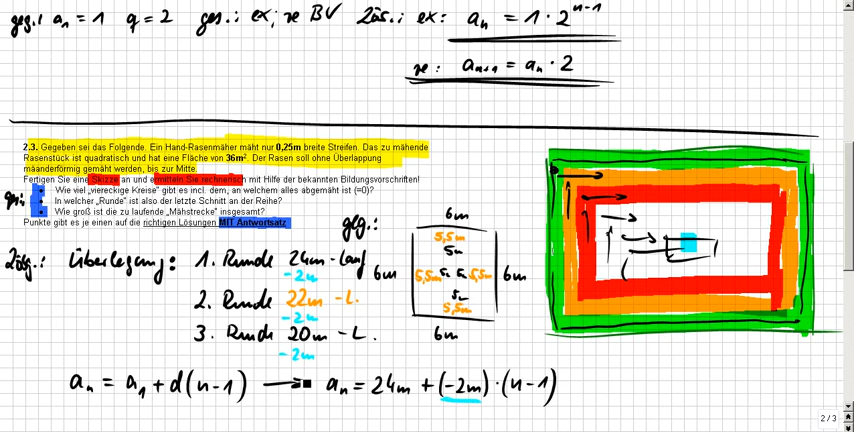 geg.: a₁ = 1 q = 2 ges.: ex; re BV Lös.: ex: aₙ = 1 · 2ⁿ⁻¹
re: aₙ₊₁ = aₙ · 2
2.3. Gegeben sei das Folgende. Ein Hand-Rasenmäher mäht nur 0,25m breite Streifen. Das zu mähende
Rasenstück ist quadratisch und hat eine Fläche von 36m². Der Rasen soll ohne Überlappung
mäanderförmig gemäht werden, bis zur Mitte.
Fertigen Sie eine Skizze an und ermitteln Sie rechnerisch mit Hilfe der bekannten Bildungsvorschriften!
ges.: • Wie viel „viereckige Kreise" gibt es incl. dem, an welchem alles abgemäht ist (=0)?
• In welcher „Runde" ist also der letzte Schnitt an der Reihe?
• Wie groß ist die zu laufende „Mähstrecke" insgesamt?
Punkte gibt es je einen auf die richtigen Lösungen MIT Antwortsatz
geg.:
6m
5,5m
5m
6m 5,5m 5m 5m 5,5m 6m
5m
5,5m
6m
Lösg.: Überlegung: 1. Runde 24m - Lauf
-2m
2. Runde 22m - L.
-2m
3. Runde 20m - L.
-2m
aₙ = a₁ + d(n-1) → aₙ = 24m + (-2m) · (n-1)
2 / 3